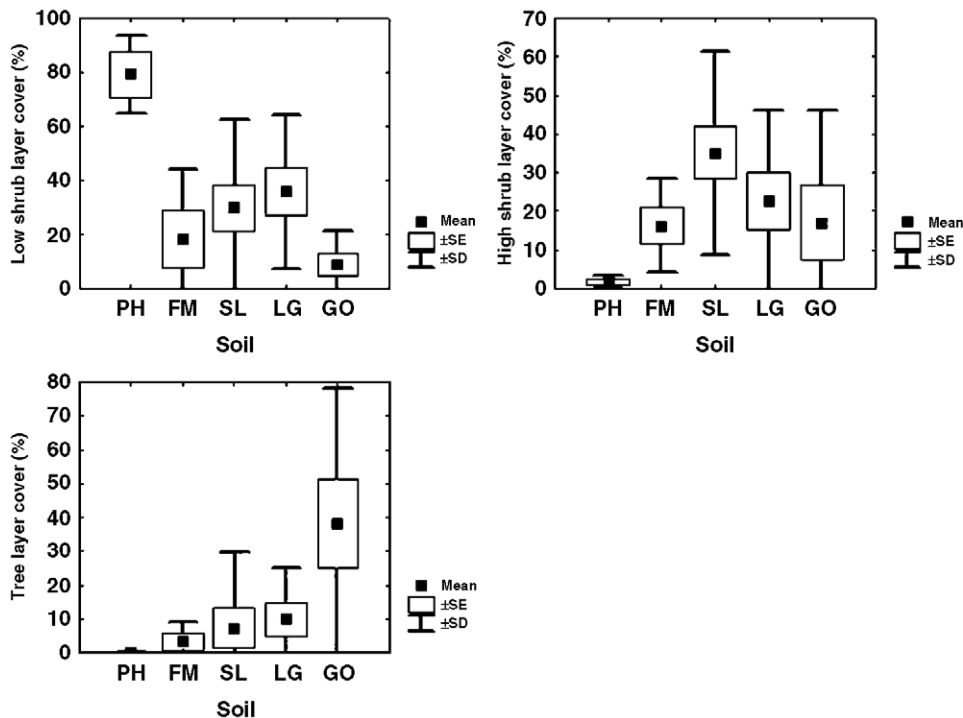 Low shrub layer cover (%)
100
80
60
40
20
0
PH FM SL LG GO
Soil
Mean
±SE
±SD
High shrub layer cover (%)
70
60
50
40
30
20
10
0
PH FM SL LG GO
Soil
Mean
±SE
±SD
Tree layer cover (%)
80
70
60
50
40
30
20
10
0
PH FM SL LG GO
Soil
Mean
±SE
±SD